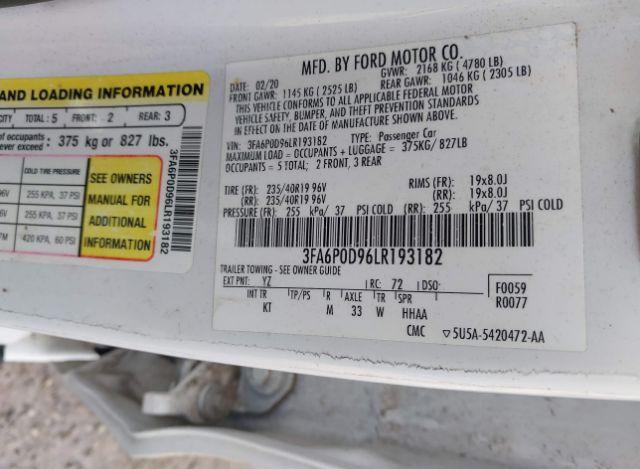 AND LOADING INFORMATION
CITY TOTAL: 5 FRONT: 2 REAR: 3
of occupants
never exceed: 375 kg or 827 lbs.
COLD TIRE PRESSURE
96V 255 KPA, 37 PSI
255 KPA, 37 PSI
420 KPA, 60 PSI
SEE OWNERS
MANUAL FOR
ADDITIONAL
INFORMATION
3FA6P0D96LR193182
MFD. BY FORD MOTOR CO.
DATE: 02/20 GVWR: 2168 KG ( 4780 LB)
FRONT GAWR: 1145 KG ( 2525 LB) REAR GAWR: 1046 KG ( 2305 LB)
THIS VEHICLE CONFORMS TO ALL APPLICABLE FEDERAL MOTOR
VEHICLE SAFETY, BUMPER, AND THEFT PREVENTION STANDARDS
IN EFFECT ON THE DATE OF MANUFACTURE SHOWN ABOVE.
VIN: 3FA6P0D96LR193182 TYPE: Passenger Car
MAXIMUM LOAD = OCCUPANTS + LUGGAGE = 375KG/ 827LB
OCCUPANTS = 5 TOTAL; 2 FRONT, 3 REAR
TIRE (FR): 235/40R19 96V RIMS (FR): 19x8.0J
(RR): 235/40R19 96V (RR): 19x8.0J
PRESSURE (FR): 255 kPa/ 37 PSI COLD (RR): 255 kPa/ 37 PSI COLD
3FA6P0D96LR193182
TRAILER TOWING - SEE OWNER GUIDE
EXT PNT: YZ RC: 72 DSO: F0059
INT TR TP/PS R AXLE TR SPR R0077
KT M 33 W HHAA
CMC ▽5U5A-5420472-AA